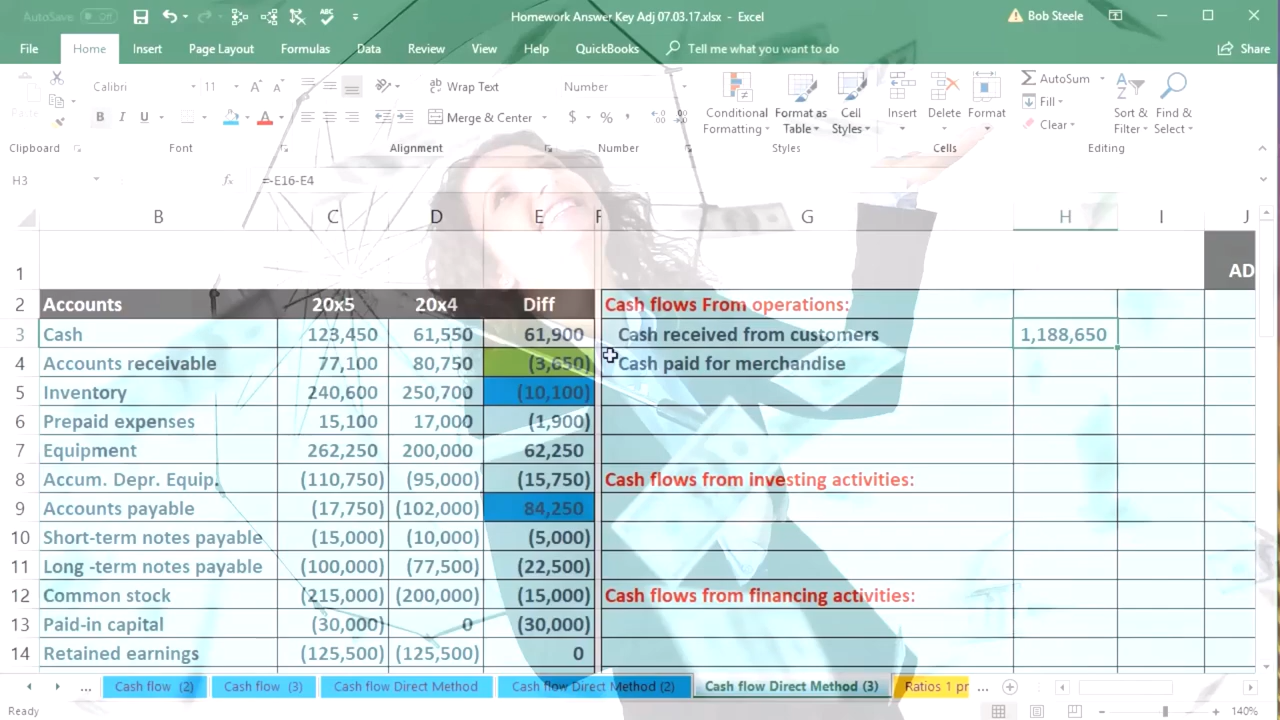 AutoSave Off Homework Answer Key Adj 07.03.17.xlsx - Excel Bob Steele
File Home Insert Page Layout Formulas Data Review View Help QuickBooks Tell me what you want to do Share
Calibri 11 Wrap Text Number AutoSum
Fill
B I U Merge & Center $ % Conditional Formatting Format as Table Cell Styles Insert Delete Format Clear Sort & Filter Find & Select
Clipboard Font Alignment Number Styles Cells Editing
H3 fx =-E16-E4
B C D E F G H I J
1 AD
2 Accounts 20x5 20x4 Diff Cash flows From operations:
3 Cash 123,450 61,550 61,900 Cash received from customers 1,188,650
4 Accounts receivable 77,100 80,750 (3,650) Cash paid for merchandise
5 Inventory 240,600 250,700 (10,100)
6 Prepaid expenses 15,100 17,000 (1,900)
7 Equipment 262,250 200,000 62,250
8 Accum. Depr. Equip. (110,750) (95,000) (15,750) Cash flows from investing activities:
9 Accounts payable (17,750) (102,000) 84,250
10 Short-term notes payable (15,000) (10,000) (5,000)
11 Long -term notes payable (100,000) (77,500) (22,500)
12 Common stock (215,000) (200,000) (15,000) Cash flows from financing activities:
13 Paid-in capital (30,000) 0 (30,000)
14 Retained earnings (125,500) (125,500) 0
... Cash flow (2) Cash flow (3) Cash flow Direct Method Cash flow Direct Method (2) Cash flow Direct Method (3) Ratios 1 pr ...
Ready 140%